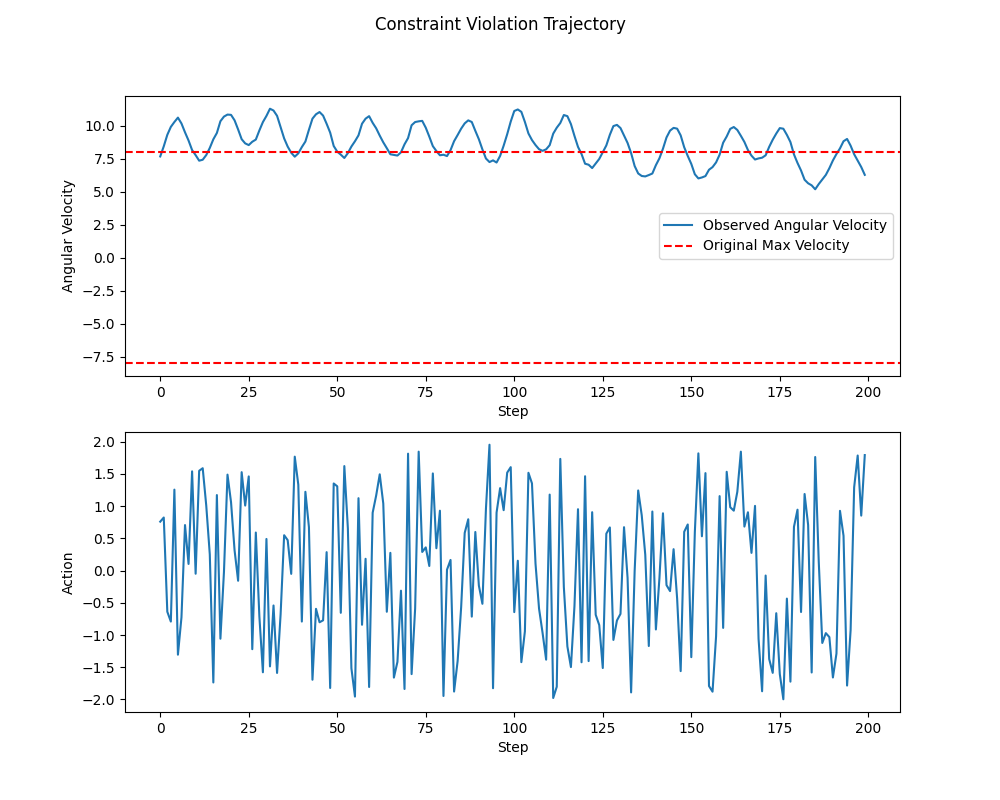 Constraint Violation Trajectory
10.0
7.5
5.0
2.5
0.0
−2.5
−5.0
−7.5
Angular Velocity
Observed Angular Velocity
Original Max Velocity
0 25 50 75 100 125 150 175 200
Step
2.0
1.5
1.0
0.5
0.0
−0.5
−1.0
−1.5
−2.0
Action
0 25 50 75 100 125 150 175 200
Step